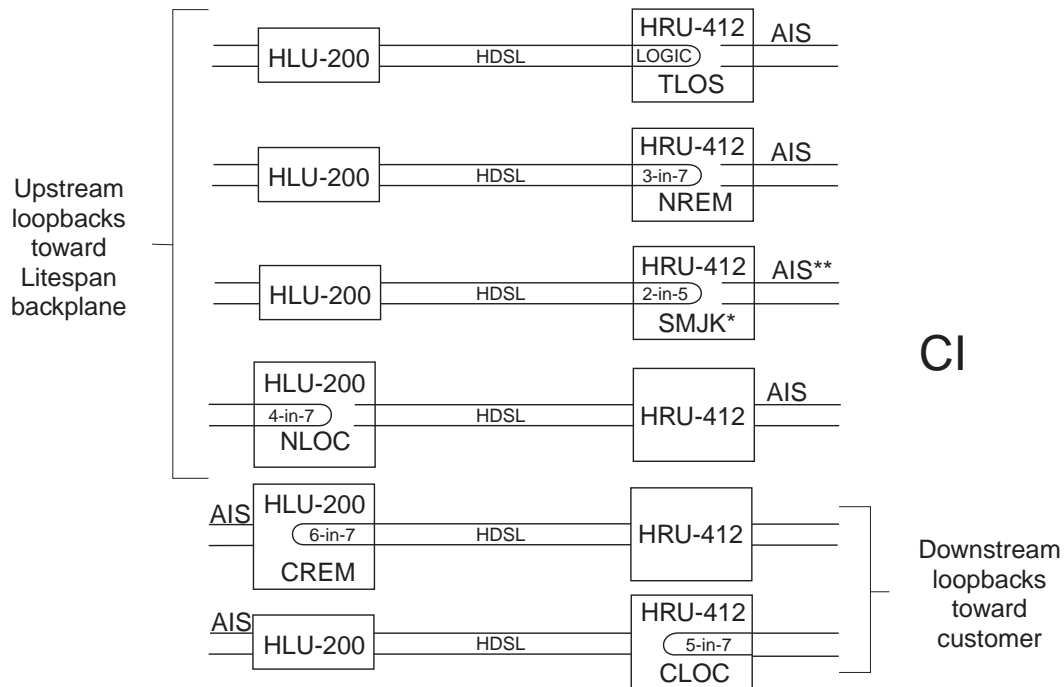 HRU-412
AIS
HLU-200
HDSL
LOGIC
TLOS
HRU-412
AIS
HLU-200
HDSL
3-in-7
NREM
Upstream
loopbacks
toward
Litespan
backplane
HRU-412
AIS**
HLU-200
HDSL
2-in-5
SMJK*
CI
HLU-200
AIS
4-in-7
HDSL
HRU-412
NLOC
HLU-200
AIS
6-in-7
HDSL
HRU-412
CREM
Downstream
loopbacks
toward
customer
HRU-412
AIS
HLU-200
HDSL
5-in-7
CLOC